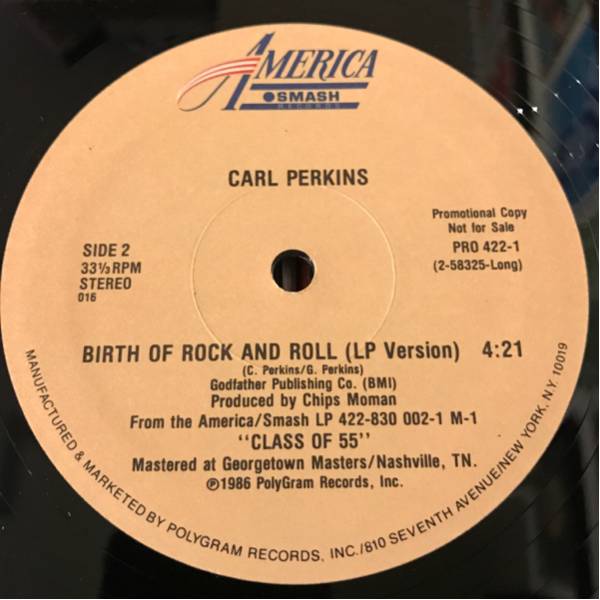 AMERICA
SMASH
RECORDS
CARL PERKINS
Promotional Copy
Not for Sale
SIDE 2
33⅓ RPM
STEREO
016
PRO 422-1
(2-58325-Long)
BIRTH OF ROCK AND ROLL (LP Version) 4:21
(C. Perkins/G. Perkins)
Godfather Publishing Co. (BMI)
Produced by Chips Moman
From the America/Smash LP 422-830 002-1 M-1
"CLASS OF 55"
Mastered at Georgetown Masters/Nashville, TN.
℗1986 PolyGram Records, Inc.
MANUFACTURED & MARKETED BY POLYGRAM RECORDS, INC./810 SEVENTH AVENUE/NEW YORK, N.Y. 10019